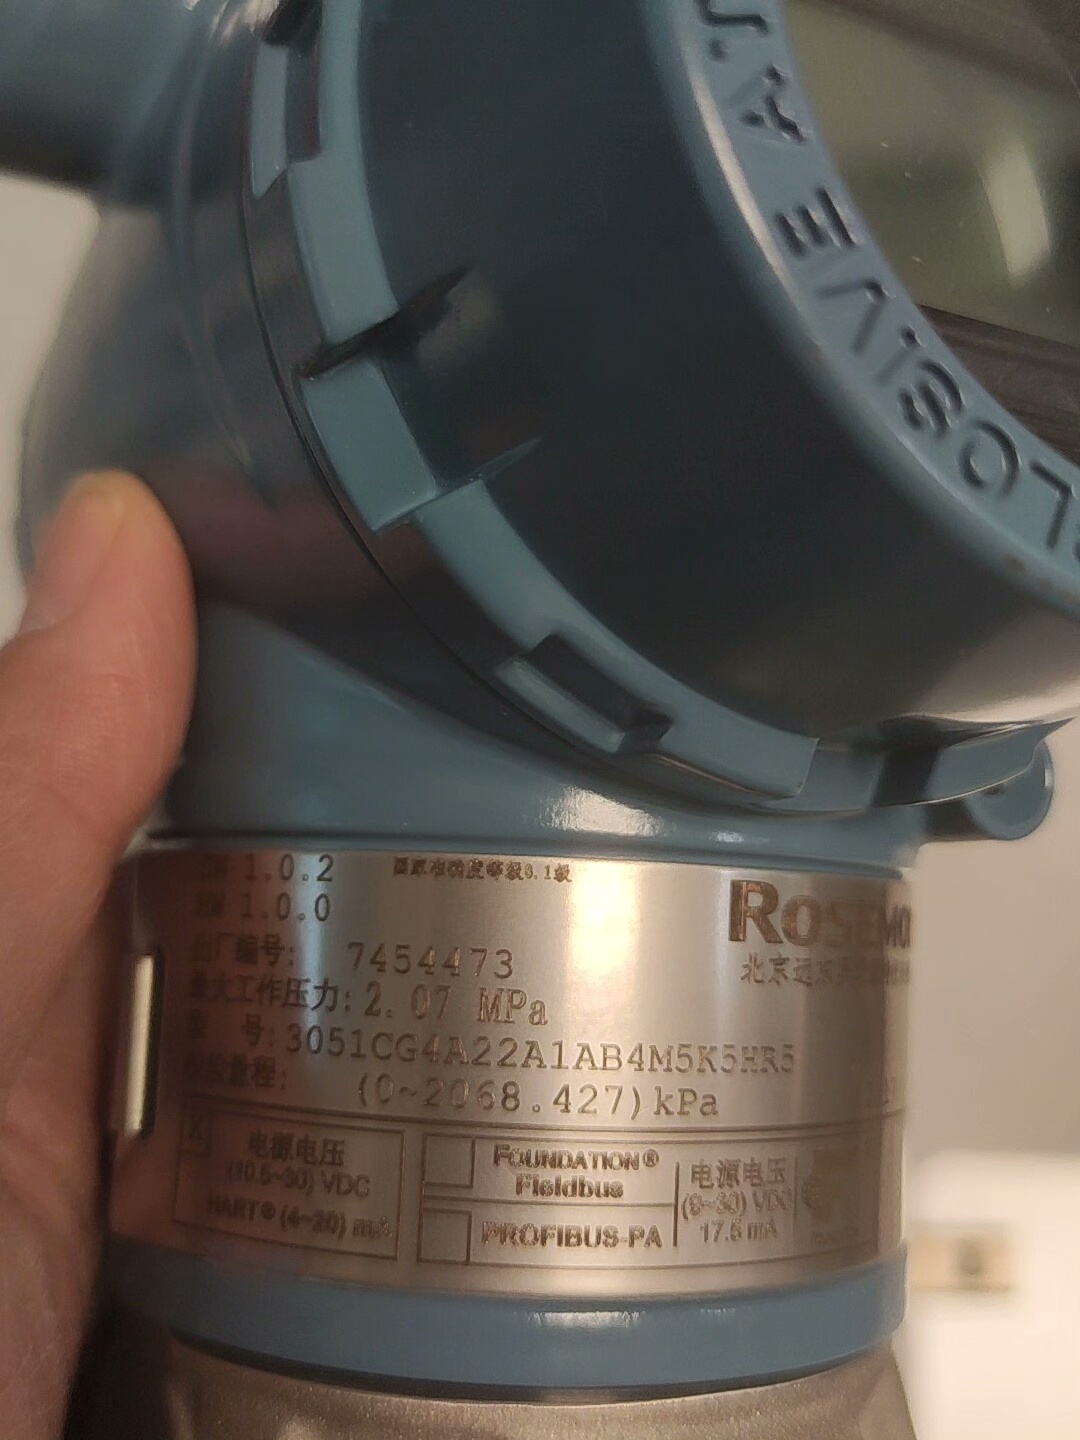 LOSIVE A
1.0.2
国家准确度等级0.1级
1.0.0
ROSEMO
出厂编号: 7454473
北京远东
最大工作压力: 2.07 MPa
号: 3051CG4A22A1AB4M5K5HR5
量程: (0~2068.427) kPa
X
电源电压
(10.5-30) VDC
HART® (4-20) mA
FOUNDATION®
Fieldbus
PROFIBUS-PA
电源电压
(9-30) VDC
17.5 mA